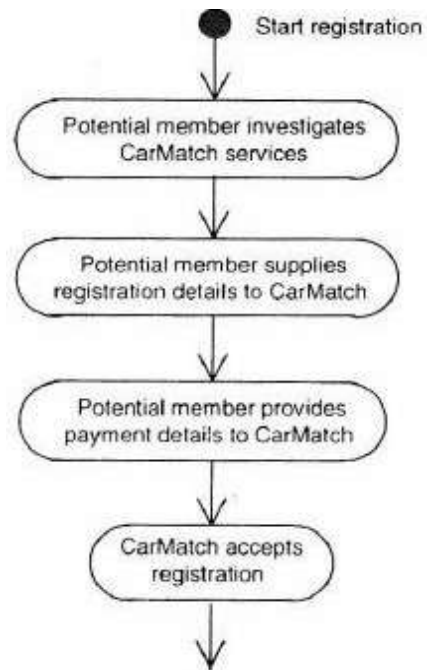 Start registration
Potential member investigates
CarMatch services
Potential member supplies
registration details to CarMatch
Potential member provides
payment details to CarMatch
CarMatch accepts
registration